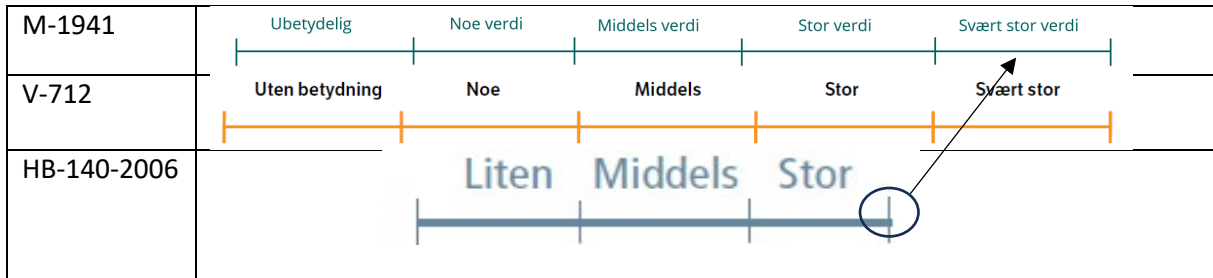 M-1941
Ubetydelig Noe verdi Middels verdi Stor verdi Svært stor verdi
V-712
Uten betydning Noe Middels Stor Svært stor
HB-140-2006
Liten Middels Stor